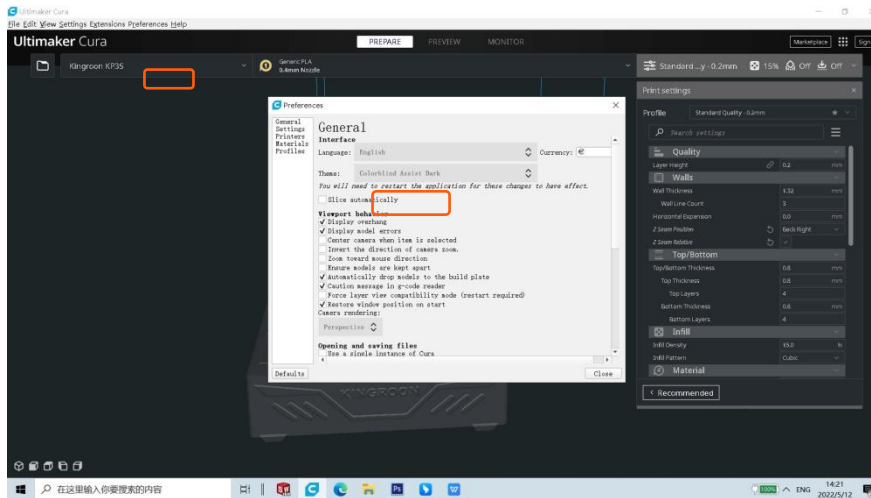 Ultimaker Cura
File Edit View Settings Extensions Preferences Help
Ultimaker Cura
PREPARE
PREVIEW
MONITOR
Marketplace
Sign
Kingroon KP3S
Generic PLA
0.4mm Nozzle
Standard ...y - 0.2mm
15%
Off
Off
Print settings
Profile
Standard Quality - 0.2mm
Search settings
Quality
Layer Height
0.2
mm
Walls
Wall Thickness
1.32
mm
Wall Line Count
3
Horizontal Expansion
0.0
mm
Z Seam Position
Back Right
Z Seam Relative
Top/Bottom
Top/Bottom Thickness
0.8
mm
Top Thickness
0.8
mm
Top Layers
4
Bottom Thickness
0.8
mm
Bottom Layers
4
Infill
Infill Density
15.0
%
Infill Pattern
Cubic
Material
Recommended
Preferences
General
Settings
Printers
Materials
Profiles
General
Interface
Language:
English
Currency:
€
Theme:
Colorblind Assist Dark
You will need to restart the application for these changes to have effect.
Slice automatically
Viewport behavior
Display overhang
Display model errors
Center camera when item is selected
Invert the direction of camera zoom.
Zoom toward mouse direction
Ensure models are kept apart
Automatically drop models to the build plate
Caution message in g-code reader
Force layer view compatibility mode (restart required)
Restore window position on start
Camera rendering:
Perspective
Opening and saving files
Use a single instance of Cura
Defaults
Close
KINGROON
在这里输入你要搜索的内容
100%
ENG
14:21
2022/5/12